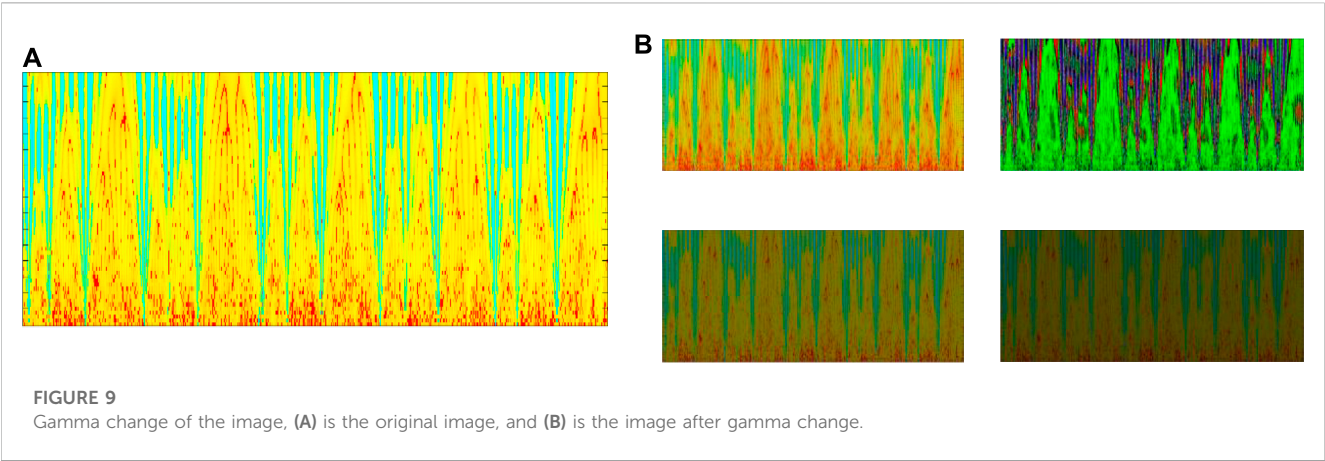 A
B
FIGURE 9
Gamma change of the image, (A) is the original image, and (B) is the image after gamma change.